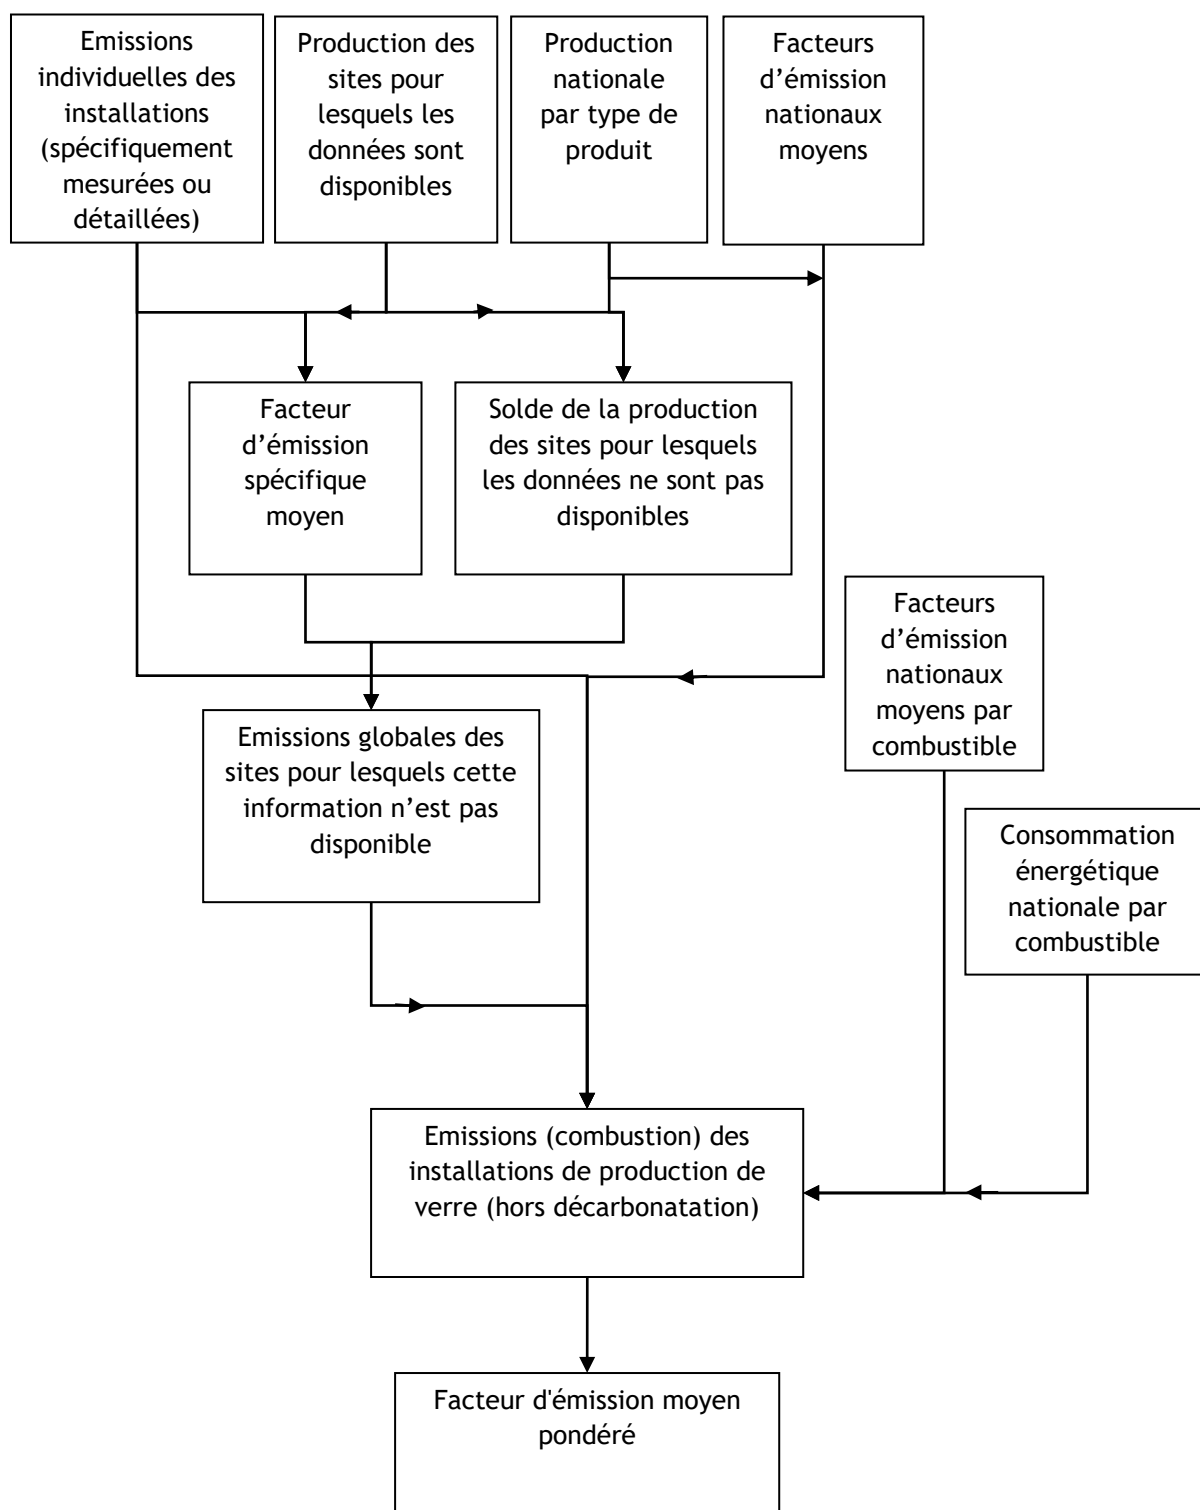 Emissions
individuelles des
installations
(spécifiquement
mesurées ou
détaillées)
Production des
sites pour
lesquels les
données sont
disponibles
Production
nationale
par type de
produit
Facteurs
d’émission
nationaux
moyens
Facteur
d’émission
spécifique
moyen
Solde de la production
des sites pour lesquels
les données ne sont pas
disponibles
Facteurs
d’émission
nationaux
moyens par
combustible
Emissions globales des
sites pour lesquels cette
information n’est pas
disponible
Consommation
énergétique
nationale par
combustible
Emissions (combustion) des
installations de production de
verre (hors décarbonatation)
Facteur d'émission moyen
pondéré